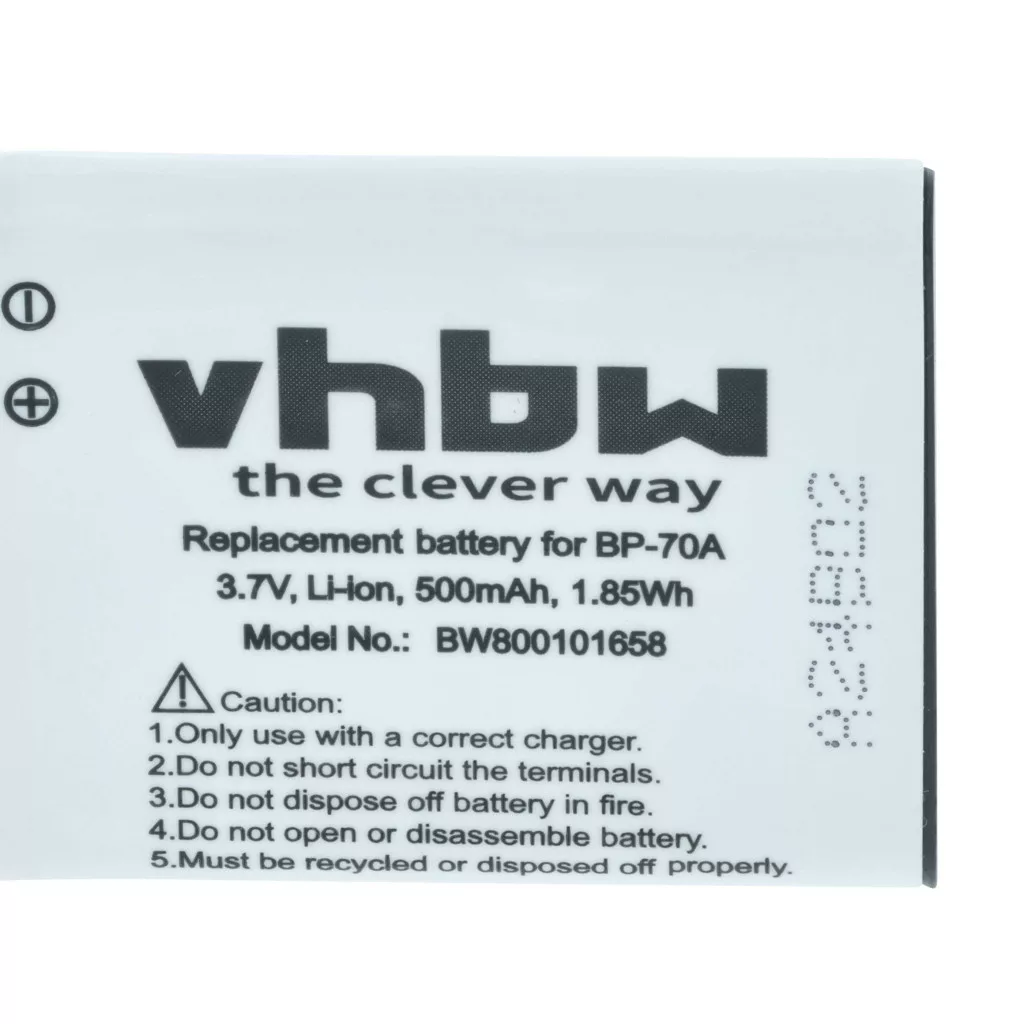 vhbw
the clever way
Replacement battery for BP-70A
3.7V, Li-ion, 500mAh, 1.85Wh
Model No.: BW800101658
Caution:
1.Only use with a correct charger.
2.Do not short circuit the terminals.
3.Do not dispose off battery in fire.
4.Do not open or disassemble battery.
5.Must be recycled or disposed off properly.
A24B02